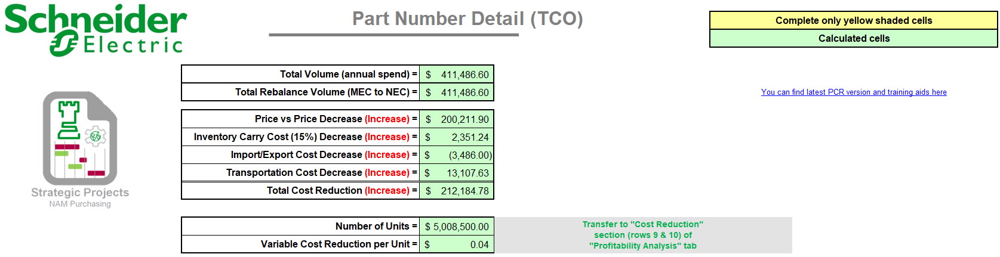 Schneider
Electric
Part Number Detail (TCO)
Complete only yellow shaded cells
Calculated cells
Total Volume (annual spend) = $ 411,486.60
Total Rebalance Volume (MEC to NEC) = $ 411,486.60
You can find latest PCR version and training aids here
Price vs Price Decrease (Increase) = $ 200,211.90
Inventory Carry Cost (15%) Decrease (Increase) = $ 2,351.24
Import/Export Cost Decrease (Increase) = $ (3,486.00)
Transportation Cost Decrease (Increase) = $ 13,107.63
Total Cost Reduction (Increase) = $ 212,184.78
Strategic Projects
NAM Purchasing
Number of Units = $ 5,008,500.00
Variable Cost Reduction per Unit = $ 0.04
Transfer to "Cost Reduction"
section (rows 9 & 10) of
"Profitability Analysis" tab